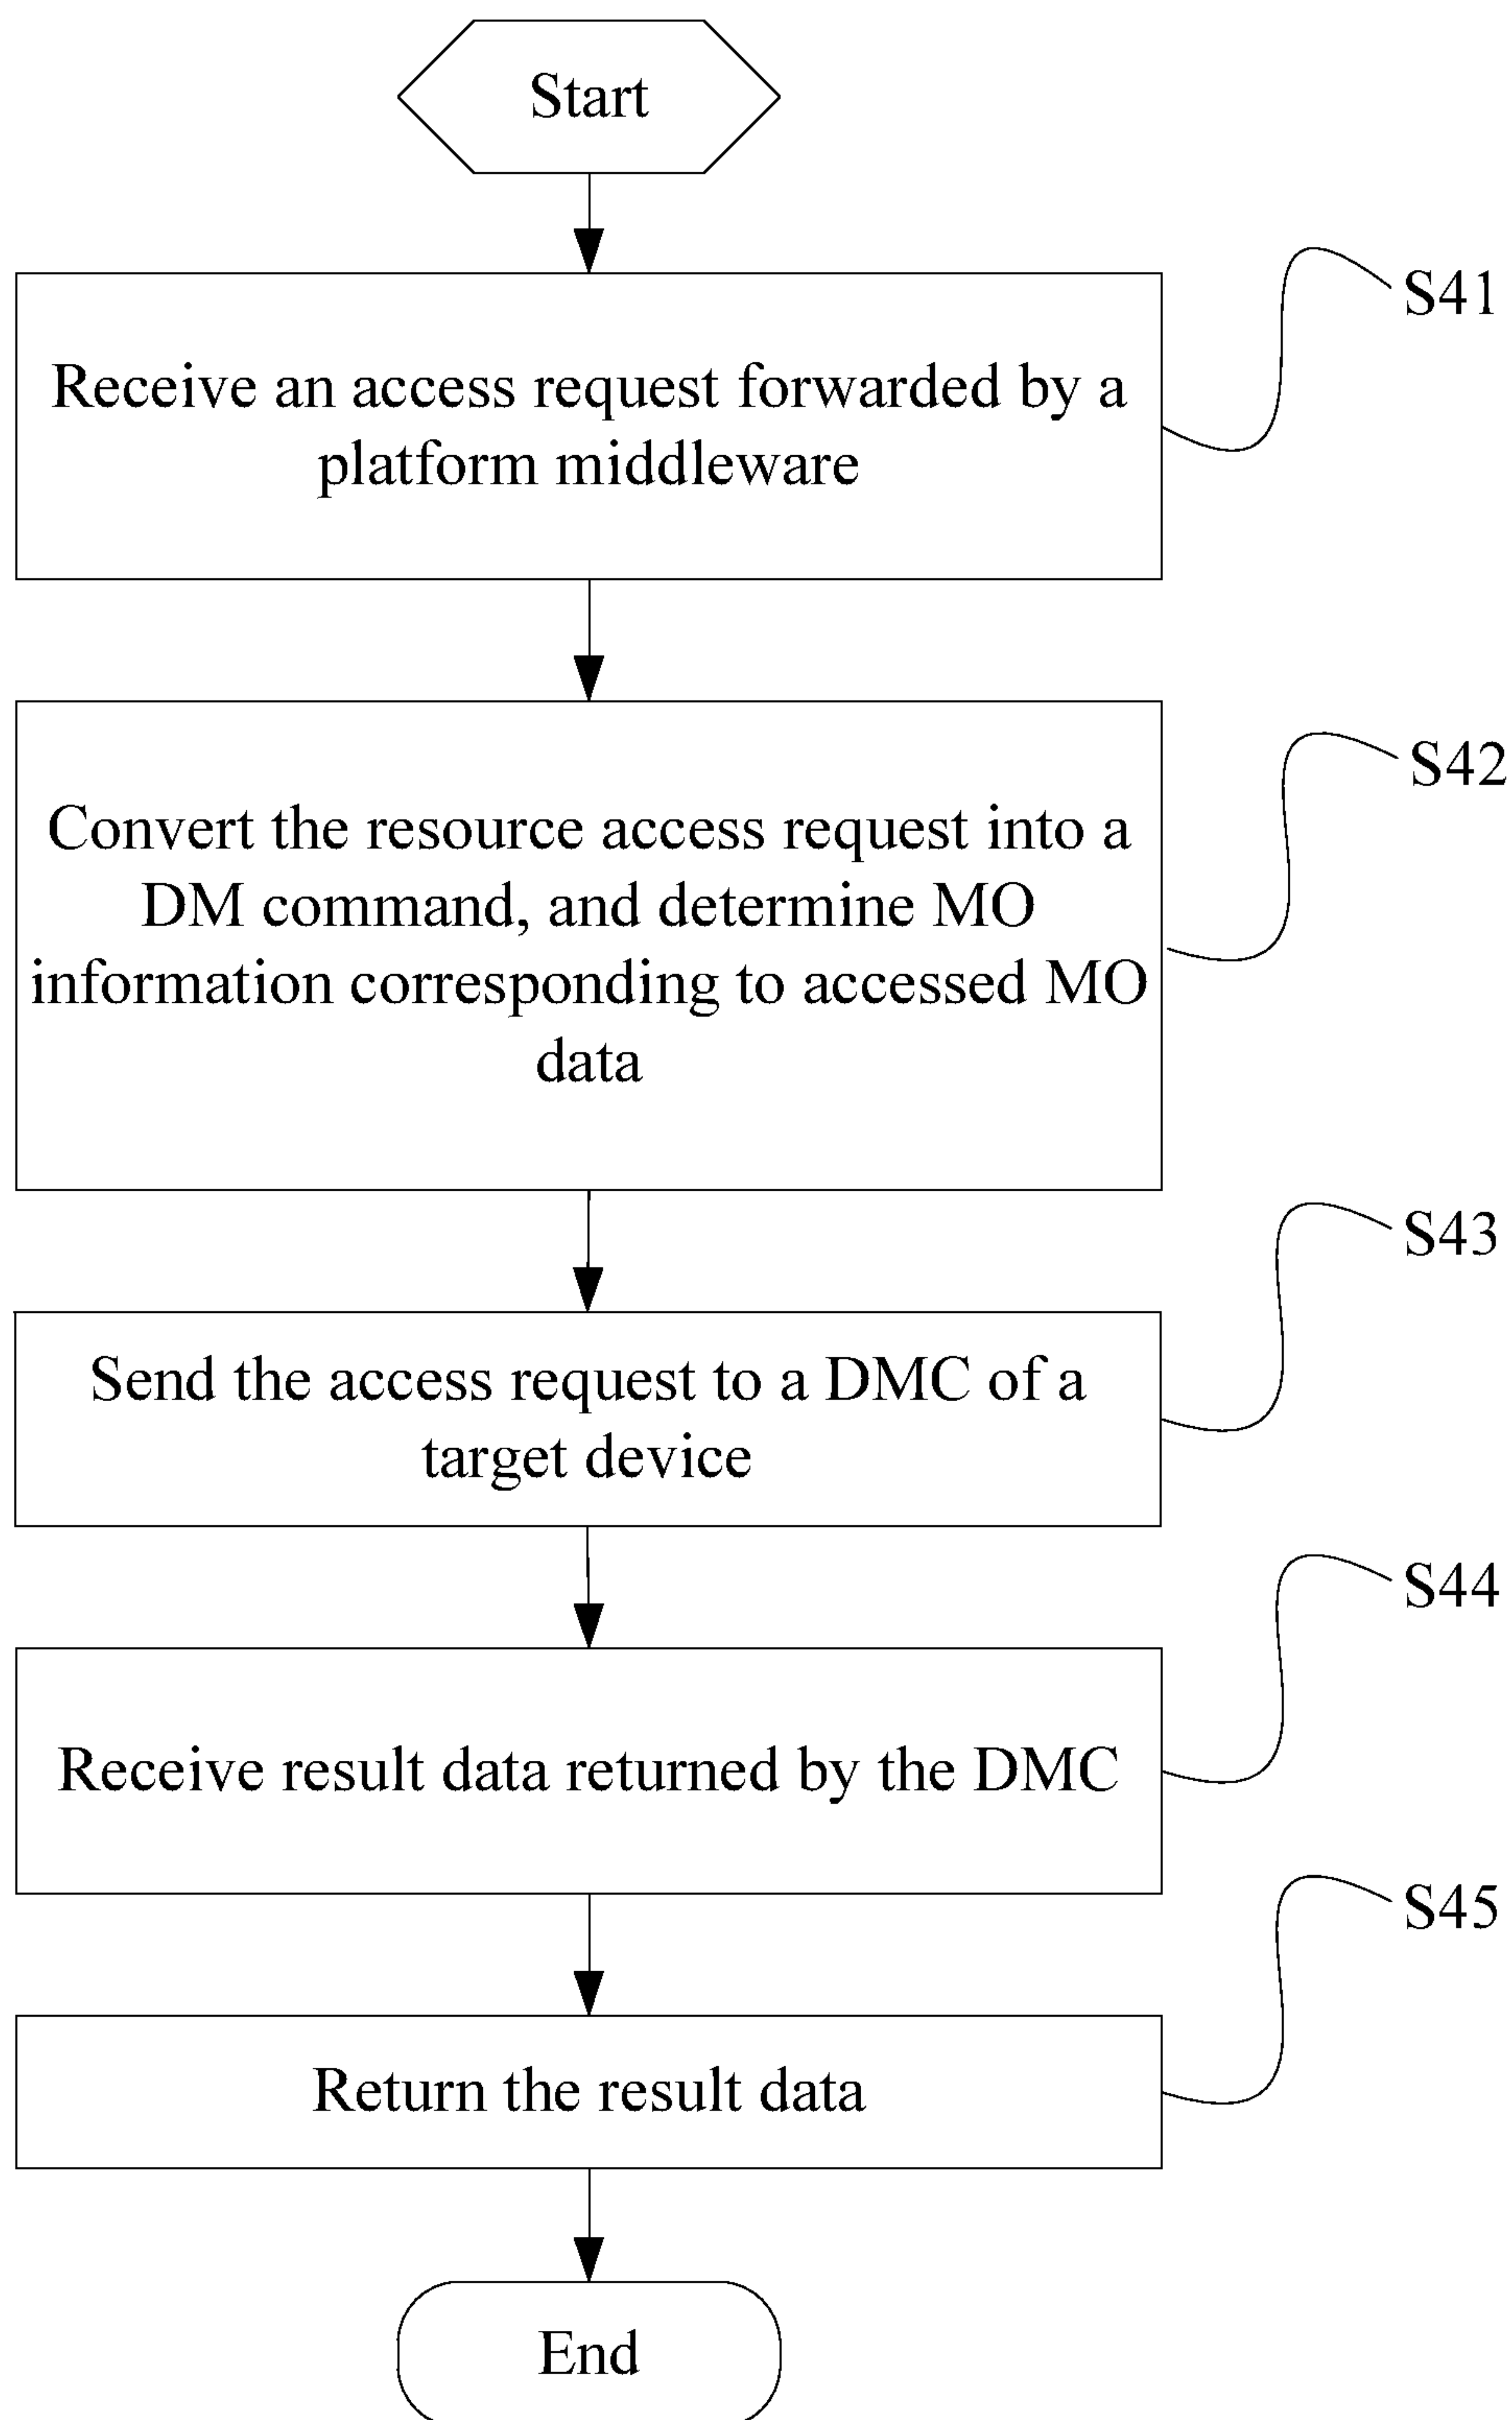 Start
S41
Receive an access request forwarded by a
platform middleware
S42
Convert the resource access request into a
DM command, and determine MO
information corresponding to accessed MO
data
S43
Send the access request to a DMC of a
target device
S44
Receive result data returned by the DMC
S45
Return the result data
End